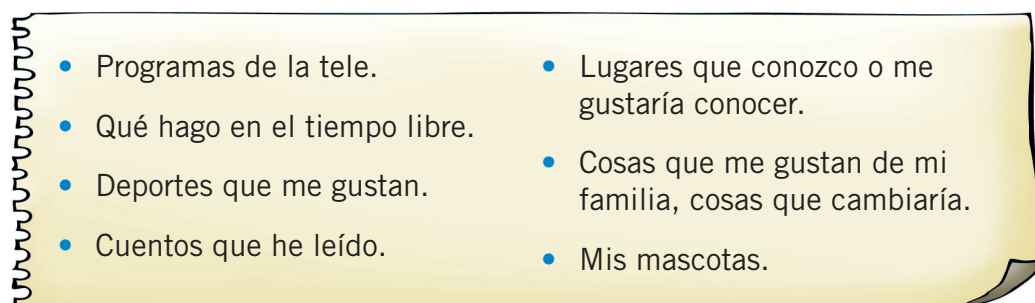 • Programas de la tele.
• Qué hago en el tiempo libre.
• Deportes que me gustan.
• Cuentos que he leído.
• Lugares que conozco o me
gustaría conocer.
• Cosas que me gustan de mi
familia, cosas que cambiaría.
• Mis mascotas.